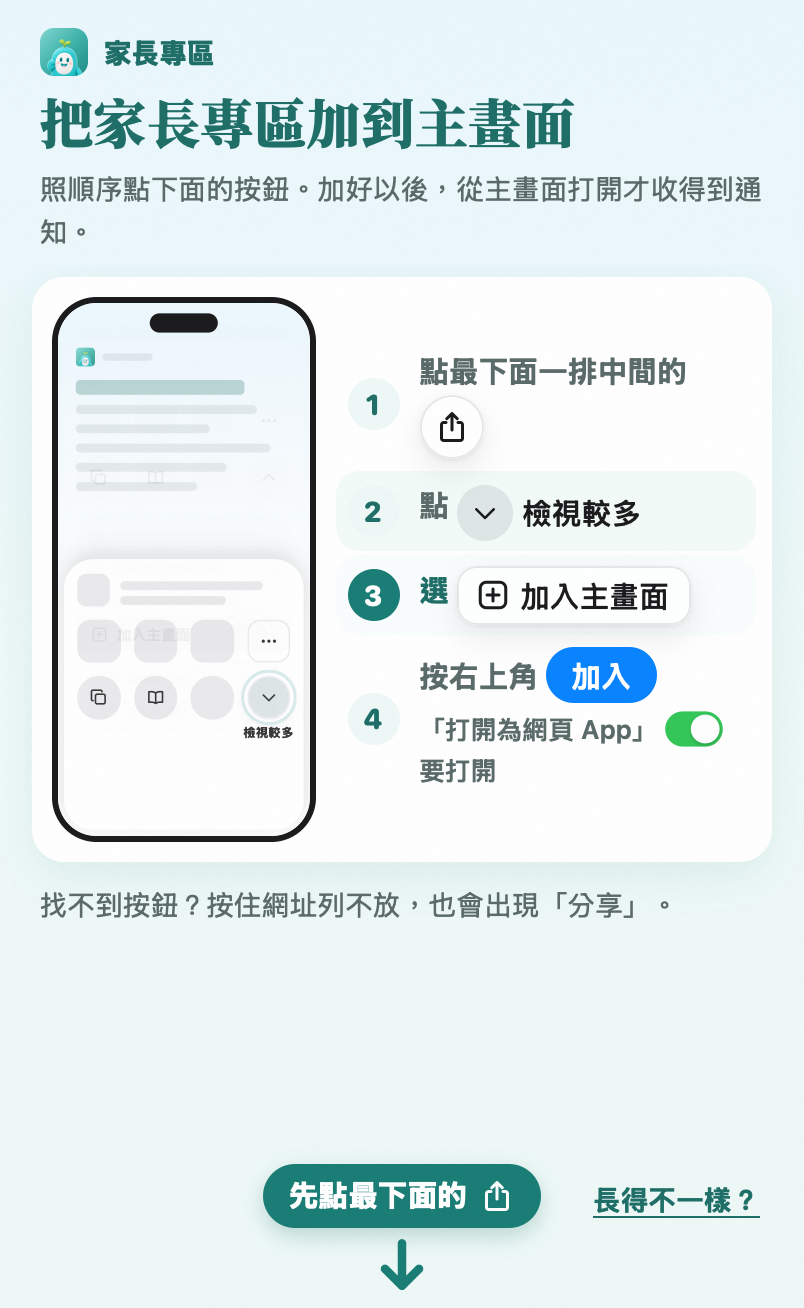 家長專區
把家長專區加到主畫面
照順序點下面的按鈕。加好以後，從主畫面打開才收得到通
知。
檢視較多
加入主畫面
1
點最下面一排中間的
2
點 檢視較多
3
選 加入主畫面
4
按右上角 加入
「打開為網頁 App」
要打開
找不到按鈕？按住網址列不放，也會出現「分享」。
先點最下面的
長得不一樣？